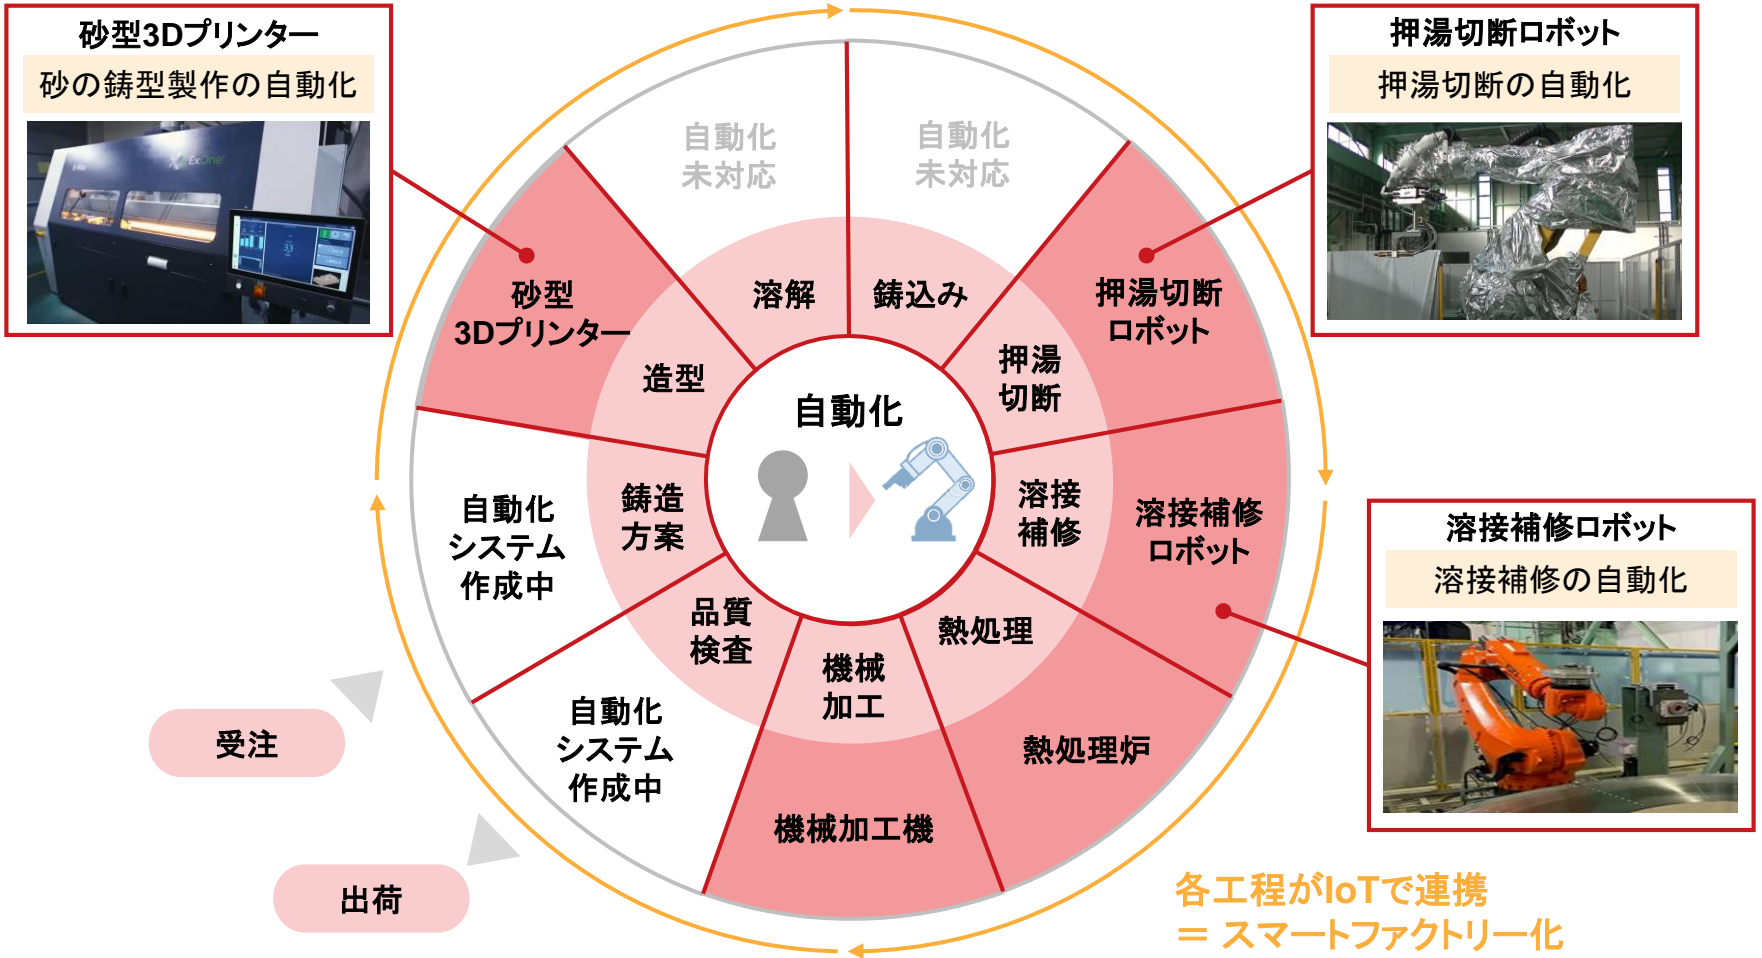 砂型3Dプリンター
砂の鋳型製作の自動化
ExOne
押湯切断ロボット
押湯切断の自動化
溶接補修ロボット
溶接補修の自動化
自動化
未対応
自動化
未対応
溶解
鋳込み
砂型
3Dプリンター
造型
押湯切断
ロボット
押湯
切断
自動化
自動化
システム
作成中
鋳造
方案
溶接
補修
溶接補修
ロボット
品質
検査
熱処理
機械
加工
自動化
システム
作成中
熱処理炉
機械加工機
受注
出荷
各工程がIoTで連携
＝ スマートファクトリー化